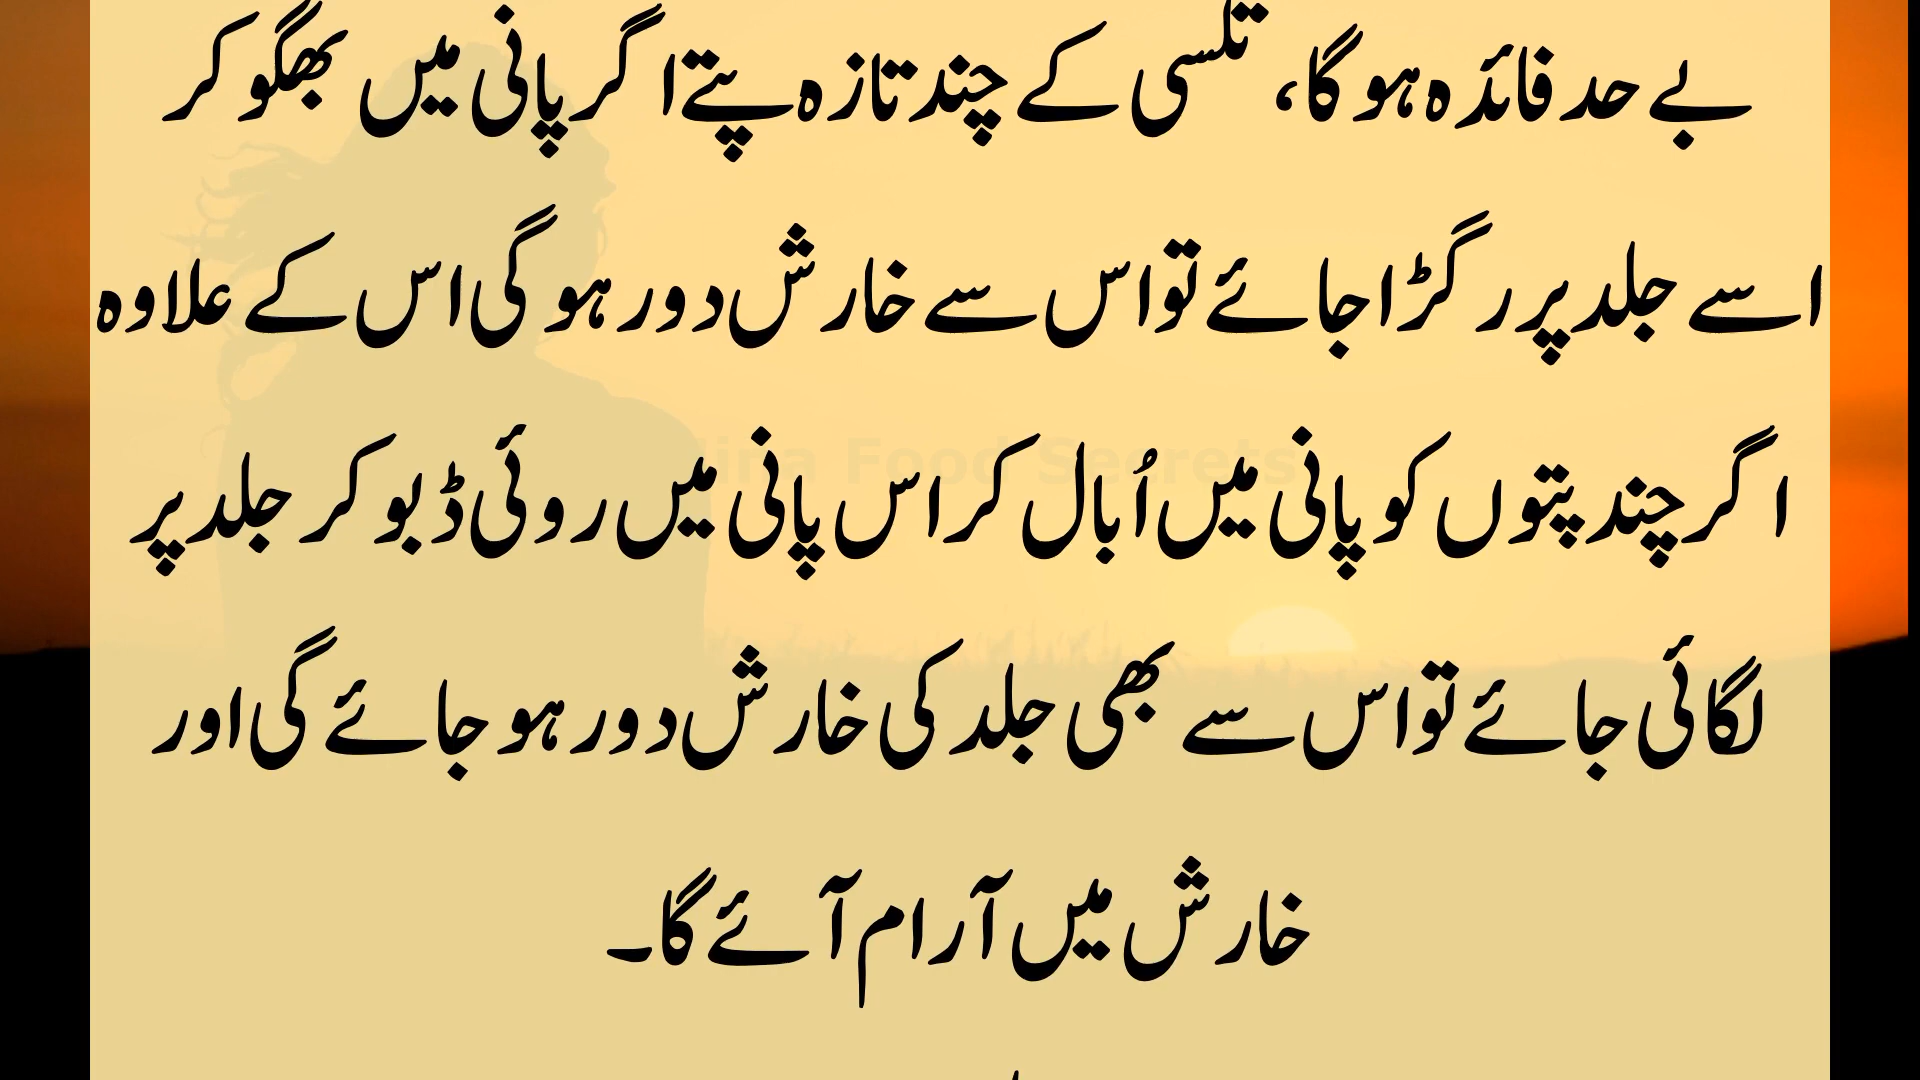 بے حد فائدہ ہوگا، تلسی کے چند تازہ پتے اگر پانی میں بھگو کر
اسے جلد پر رگڑا جائے تو اس سے خارش دور ہو گی اس کے علاوہ
اگر چند پتوں کو پانی میں اُبال کر اس پانی میں روئی ڈبو کر جلد پر
لگائی جائے تو اس سے بھی جلد کی خارش دور ہو جائے گی اور
خارش میں آرام آئے گا۔
Food Secrets